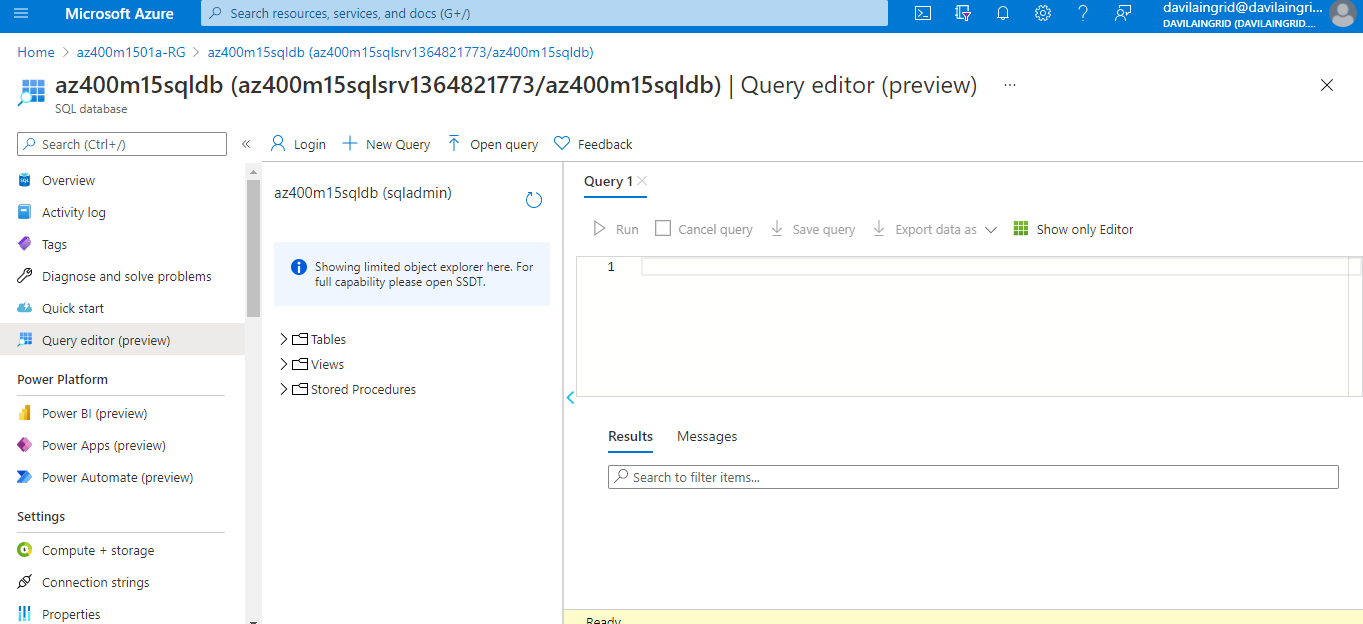 Microsoft Azure
Search resources, services, and docs (G+/)
davilaingrid@davilaingri...
DAVILAINGRID (DAVILAINGRID....
Home > az400m1501a-RG > az400m15sqldb (az400m15sqlsrv1364821773/az400m15sqldb)
az400m15sqldb (az400m15sqlsrv1364821773/az400m15sqldb) | Query editor (preview) ...
SQL database
Search (Ctrl+/)
«
Login
New Query
Open query
Feedback
Overview
Activity log
Tags
Diagnose and solve problems
Quick start
Query editor (preview)
Power Platform
Power BI (preview)
Power Apps (preview)
Power Automate (preview)
Settings
Compute + storage
Connection strings
Properties
az400m15sqldb (sqladmin)
Showing limited object explorer here. For
full capability please open SSDT.
Tables
Views
Stored Procedures
Query 1
Run
Cancel query
Save query
Export data as
Show only Editor
1
Results
Messages
Search to filter items...
Ready